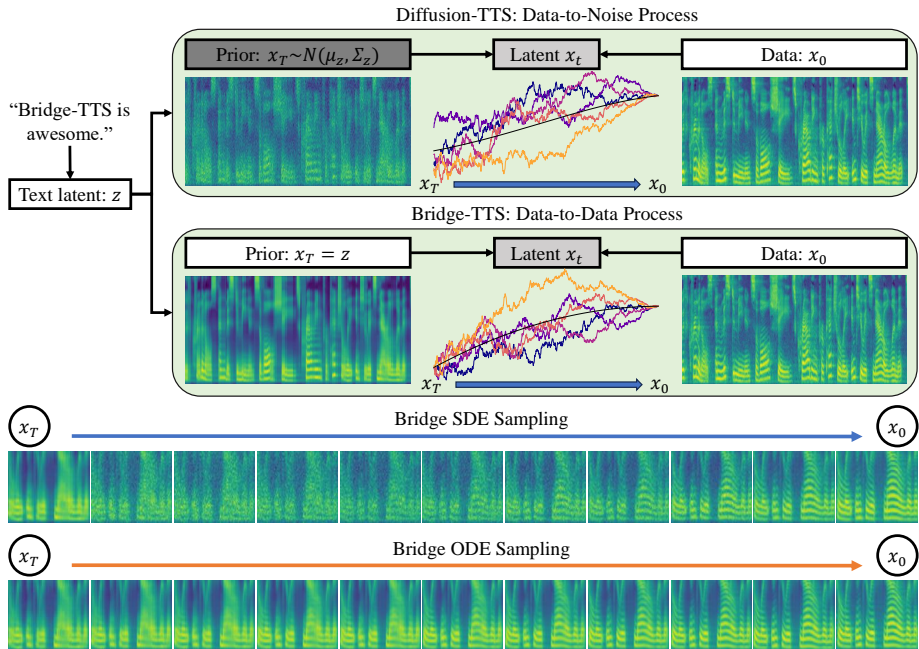 Diffusion-TTS: Data-to-Noise Process
Prior: x_T~N(μ_z, Σ_z)
Latent x_t
Data: x_0
“Bridge-TTS is
awesome.”
Text latent: z
x_T
x_0
Bridge-TTS: Data-to-Data Process
Prior: x_T = z
Latent x_t
Data: x_0
x_T
x_0
x_T
Bridge SDE Sampling
x_0
x_T
Bridge ODE Sampling
x_0